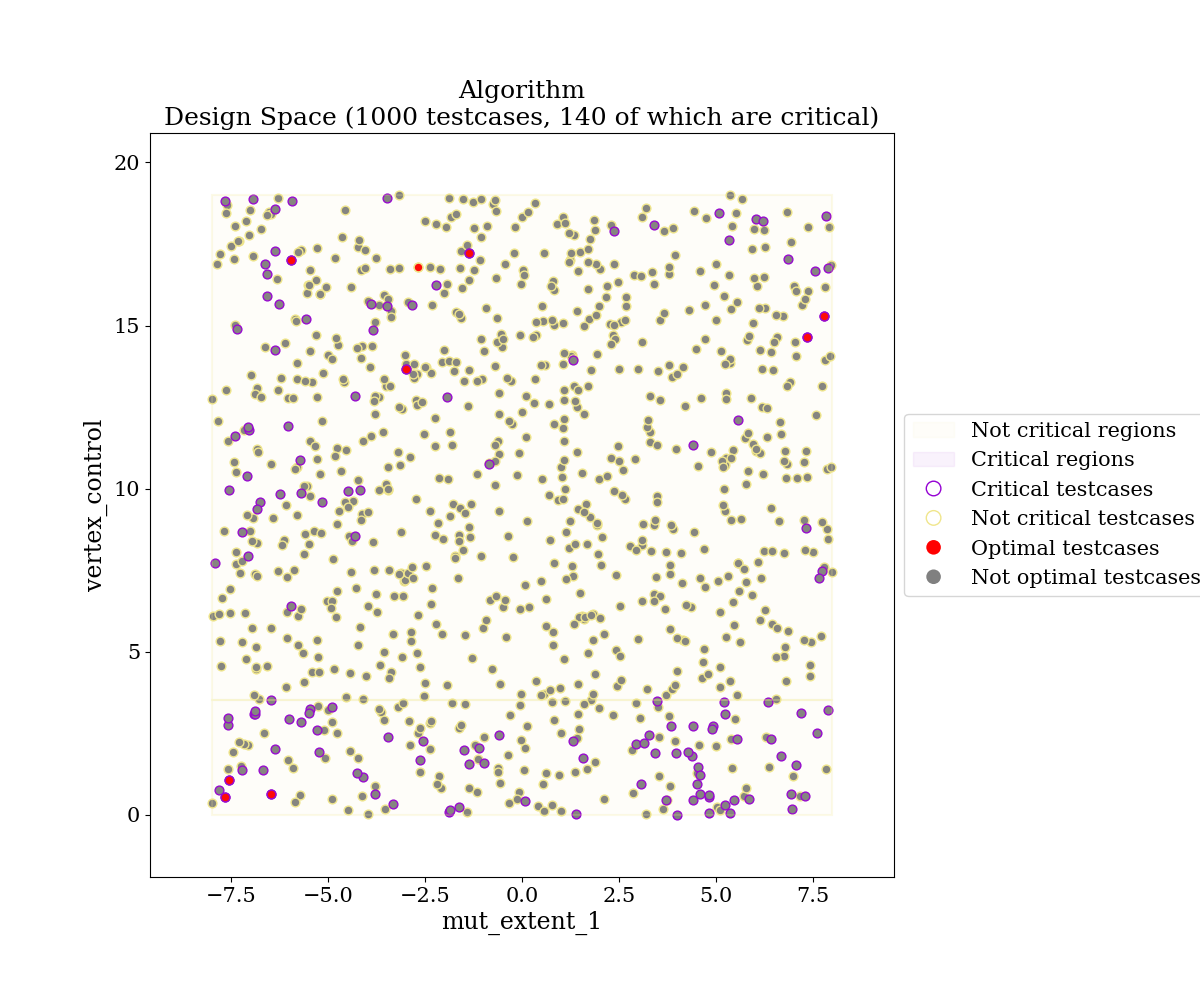 Algorithm
Design Space (1000 testcases, 140 of which are critical)
20
15
10
5
0
vertex_control
−7.5
−5.0
−2.5
0.0
2.5
5.0
7.5
mut_extent_1
Not critical regions
Critical regions
Critical testcases
Not critical testcases
Optimal testcases
Not optimal testcases